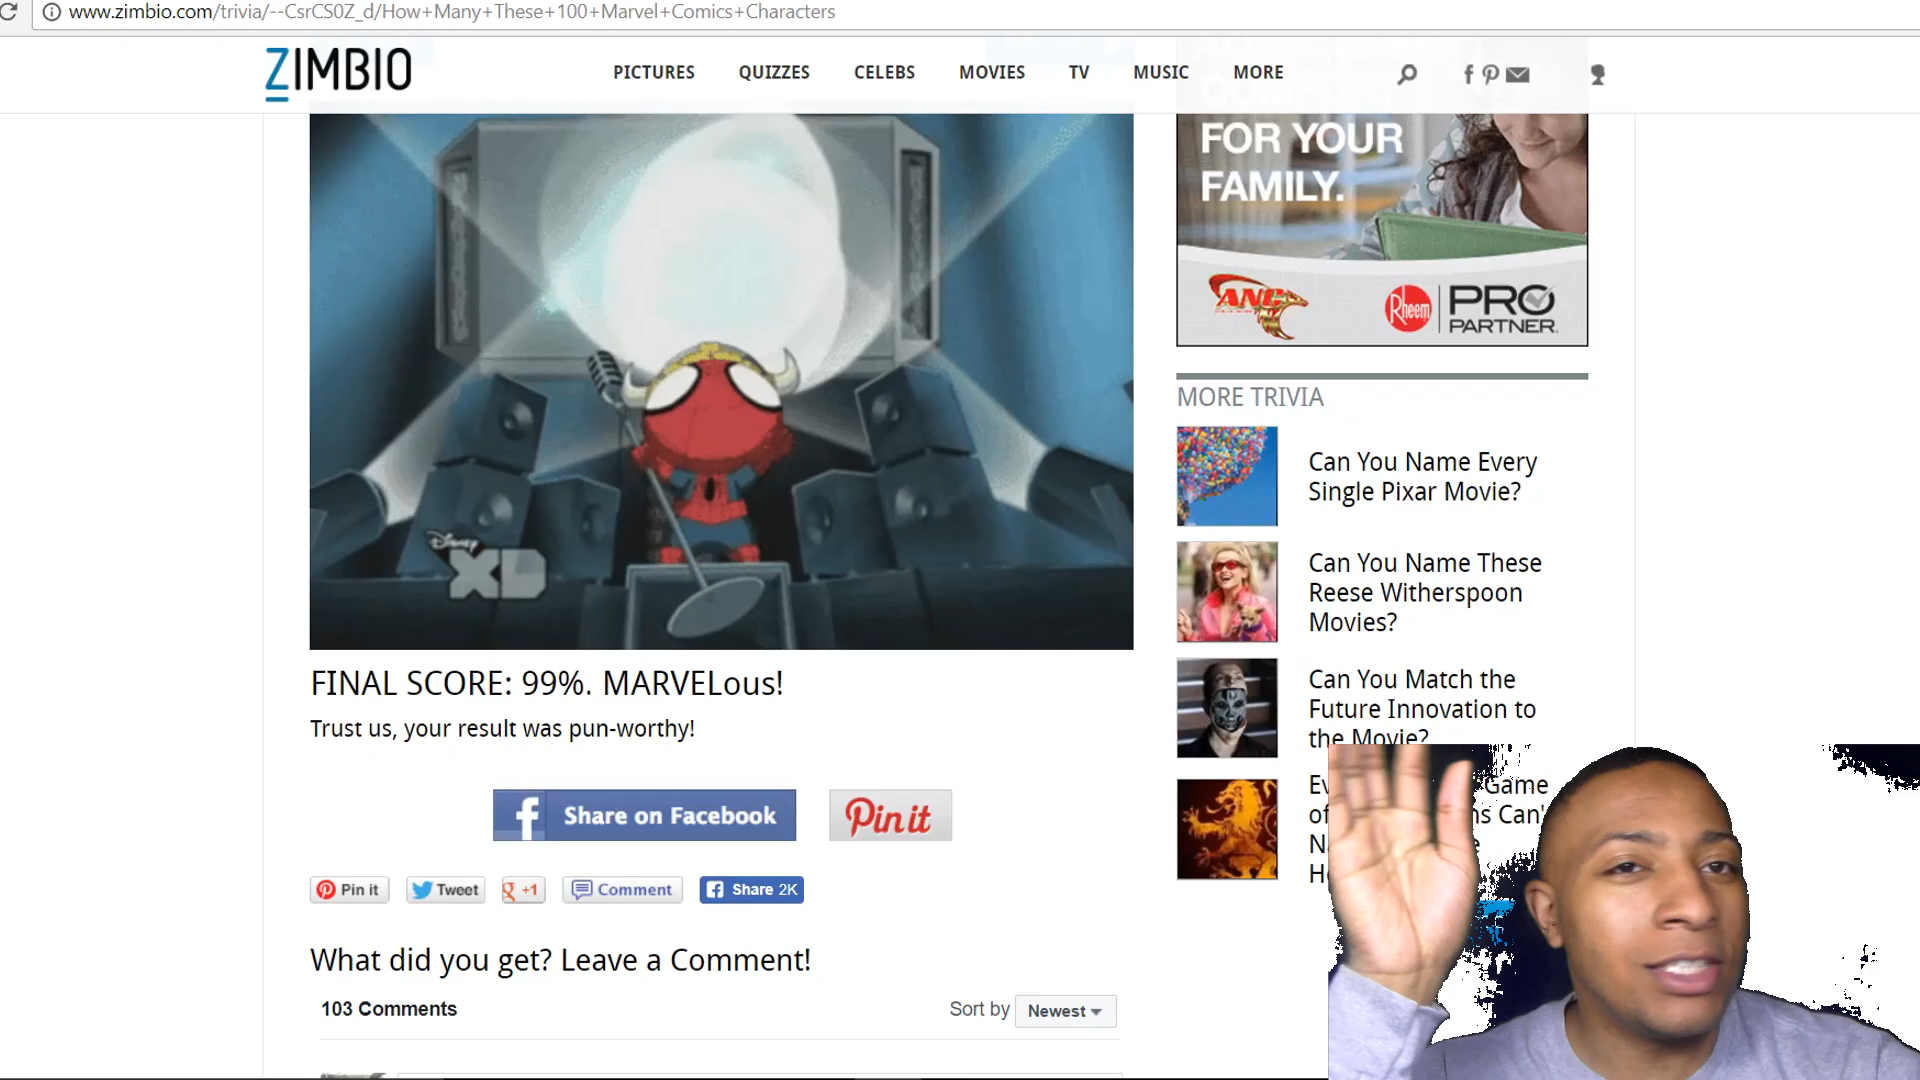 www.zimbio.com/trivia/--CsrCS0Z_d/How+Many+These+100+Marvel+Comics+Characters
ZIMBIO
PICTURES QUIZZES CELEBS MOVIES TV MUSIC MORE
FOR YOUR
FAMILY.
Rheem PRO
PARTNER
Disney
XD
MORE TRIVIA
Can You Name Every
Single Pixar Movie?
Can You Name These
Reese Witherspoon
Movies?
Can You Match the
Future Innovation to
the Movie?
Game
of
Can'
FINAL SCORE: 99%. MARVELous!
Trust us, your result was pun-worthy!
f Share on Facebook
Pin it
Pin it
Tweet
g +1
Comment
Share 2K
What did you get? Leave a Comment!
103 Comments
Sort by Newest